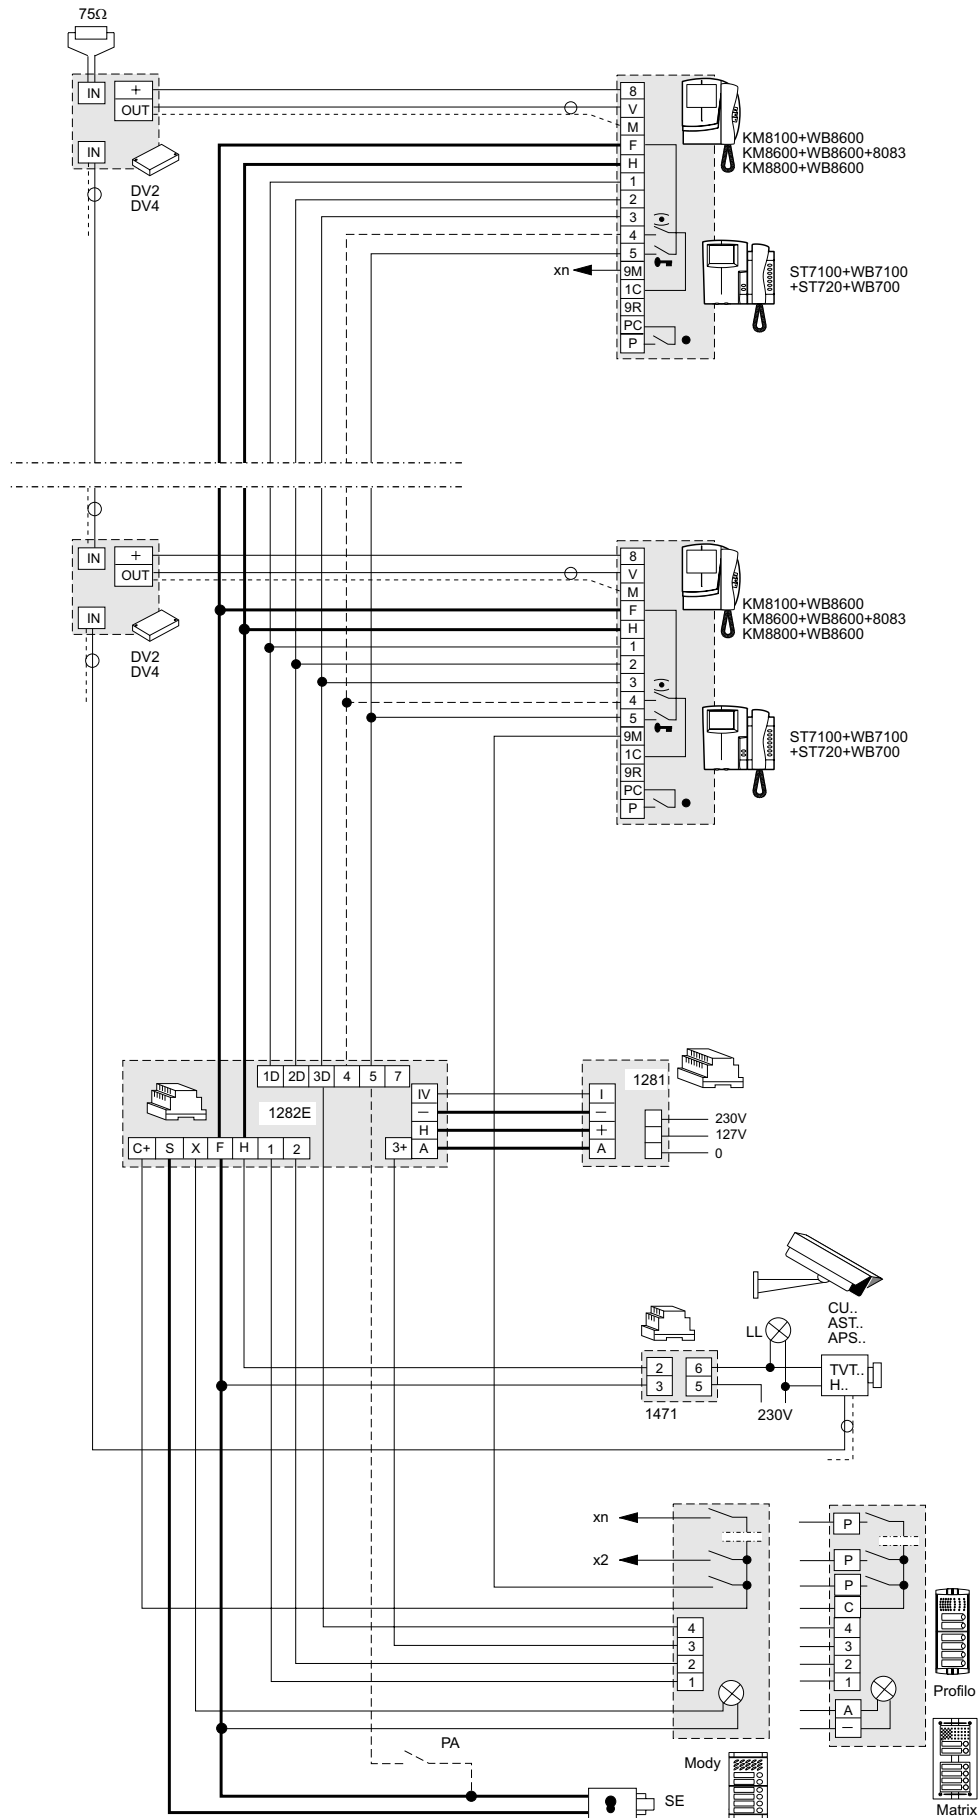 75Ω
IN
+
OUT
IN
DV2
DV4
8
V
M
F
H
1
2
3
4
5
9M
1C
9R
PC
P
xn
KM8100+WB8600
KM8600+WB8600+8083
KM8800+WB8600
ST7100+WB7100
+ST720+WB700
IN
+
OUT
IN
DV2
DV4
8
V
M
F
H
1
2
3
4
5
9M
1C
9R
PC
P
KM8100+WB8600
KM8600+WB8600+8083
KM8800+WB8600
ST7100+WB7100
+ST720+WB700
1D 2D 3D 4 5 7
1282E
IV
–
H
3+ A
C+ S X F H 1 2
1281
I
–
+
A
230V
127V
0
CU..
AST..
APS..
LL
2 6
3 5
1471
230V
TVT..
H..
xn
x2
4
3
2
1
P
P
P
C
4
3
2
1
A
–
Profilo
Mody
Matrix
PA
SE